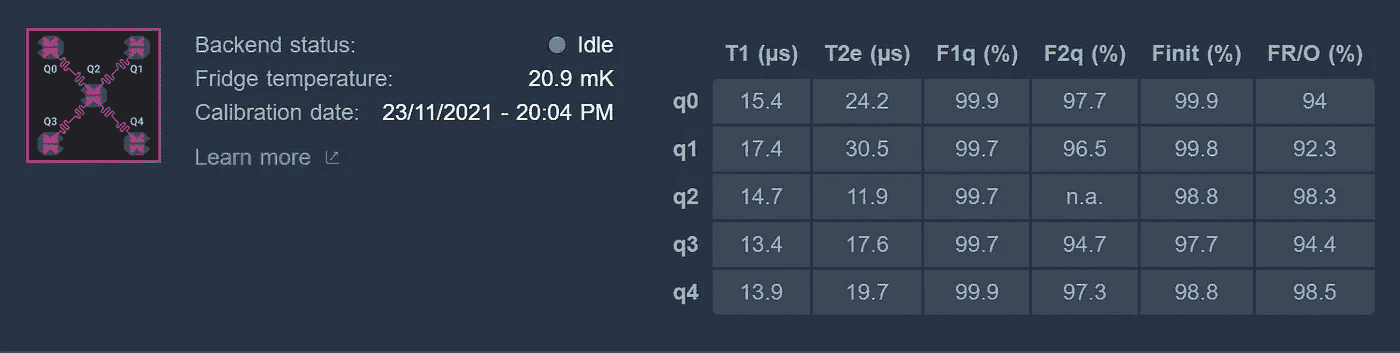 Q0 Q2 Q1
Q3 Q4
Backend status: Idle
Fridge temperature: 20.9 mK
Calibration date: 23/11/2021 - 20:04 PM
Learn more
T1 (µs) T2e (µs) F1q (%) F2q (%) Finit (%) FR/O (%)
q0 15.4 24.2 99.9 97.7 99.9 94
q1 17.4 30.5 99.7 96.5 99.8 92.3
q2 14.7 11.9 99.7 n.a. 98.8 98.3
q3 13.4 17.6 99.7 94.7 97.7 94.4
q4 13.9 19.7 99.9 97.3 98.8 98.5